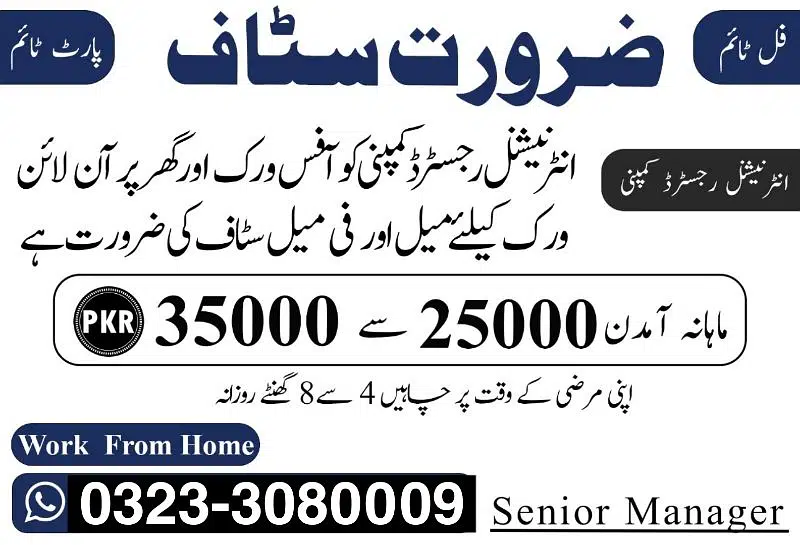 فل ٹائم
ضرورت سٹاف
پارٹ ٹائم
انٹرنیشنل رجسٹرڈ کمپنی
انٹرنیشنل رجسٹرڈ کمپنی کو آفس ورک اور گھر پر آن لائن
ورک کیلئے میل اور فی میل سٹاف کی ضرورت ہے
ماہانہ آمدن 25000 سے 35000 PKR
اپنی مرضی کے وقت پر چاہیں 4 سے 8 گھنٹے روزانہ
Work From Home
0323-3080009
Senior Manager